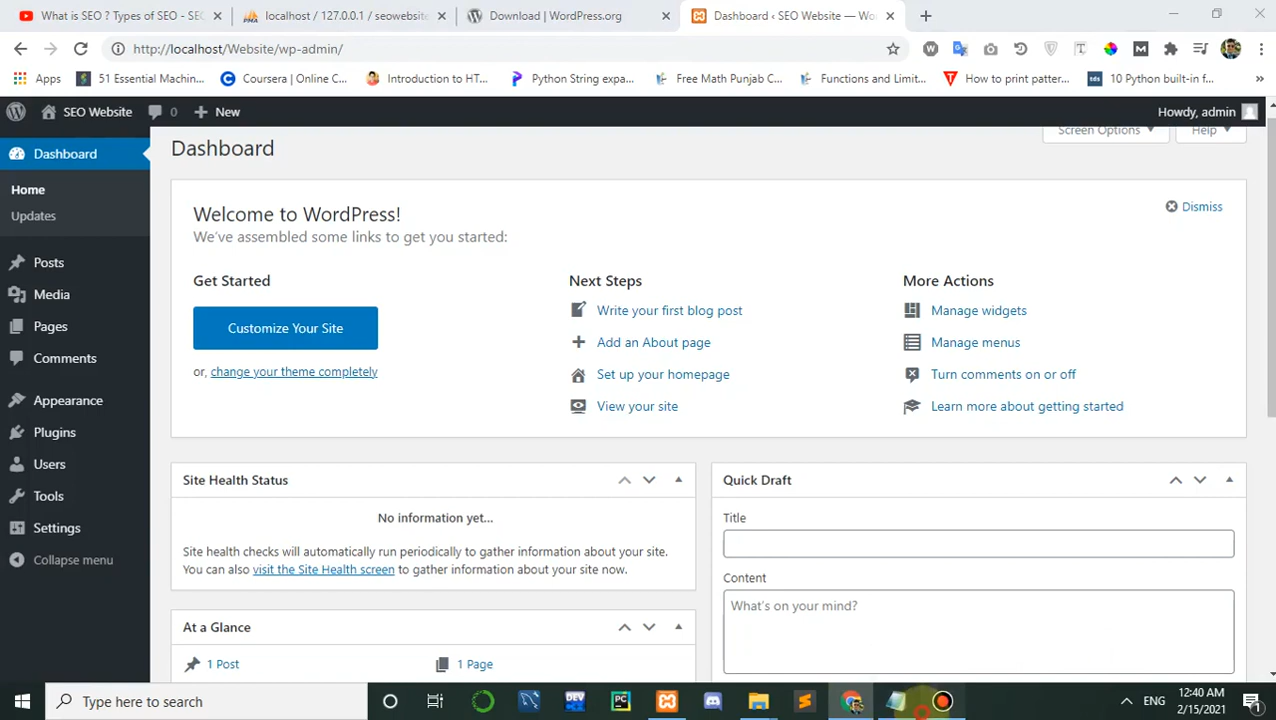 What is SEO ? Types of SEO - SEC
localhost / 127.0.0.1 / seowebsite
Download | WordPress.org
Dashboard ‹ SEO Website — Wor
http://localhost/Website/wp-admin/
Apps
51 Essential Machin...
Coursera | Online C...
Introduction to HT...
Python String expa...
Free Math Punjab C...
Functions and Limit...
How to print patter...
10 Python built-in f...
SEO Website
0
New
Howdy, admin
Dashboard
Home
Updates
Posts
Media
Pages
Comments
Appearance
Plugins
Users
Tools
Settings
Collapse menu
Screen Options
Help
Dashboard
Welcome to WordPress!
Dismiss
We've assembled some links to get you started:
Get Started
Customize Your Site
or, change your theme completely
Next Steps
Write your first blog post
Add an About page
Set up your homepage
View your site
More Actions
Manage widgets
Manage menus
Turn comments on or off
Learn more about getting started
Site Health Status
No information yet...
Site health checks will automatically run periodically to gather information about your site.
You can also visit the Site Health screen to gather information about your site now.
At a Glance
1 Post
1 Page
Quick Draft
Title
Content
What's on your mind?
Type here to search
DEV
PC
ENG
12:40 AM
2/15/2021
1